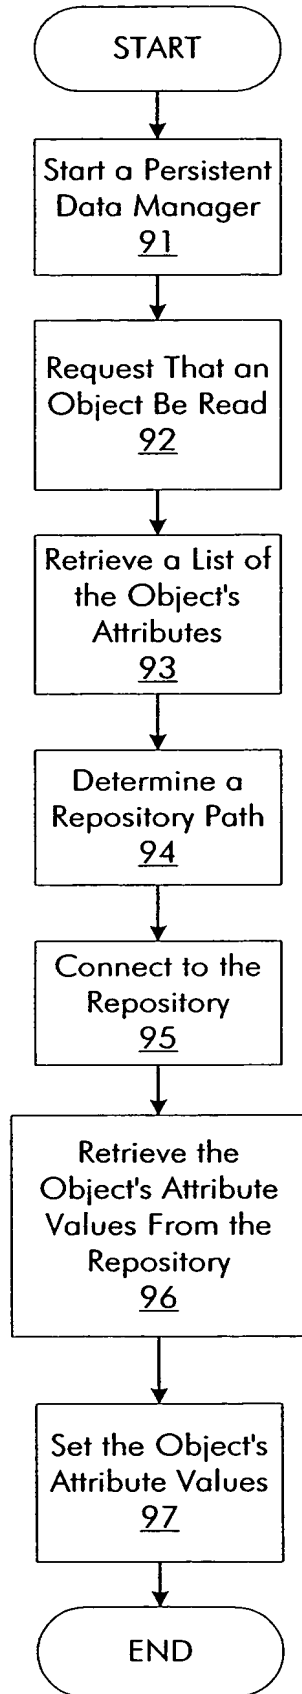 START
Start a Persistent
Data Manager
91
Request That an
Object Be Read
92
Retrieve a List of
the Object's
Attributes
93
Determine a
Repository Path
94
Connect to the
Repository
95
Retrieve the
Object's Attribute
Values From the
Repository
96
Set the Object's
Attribute Values
97
END